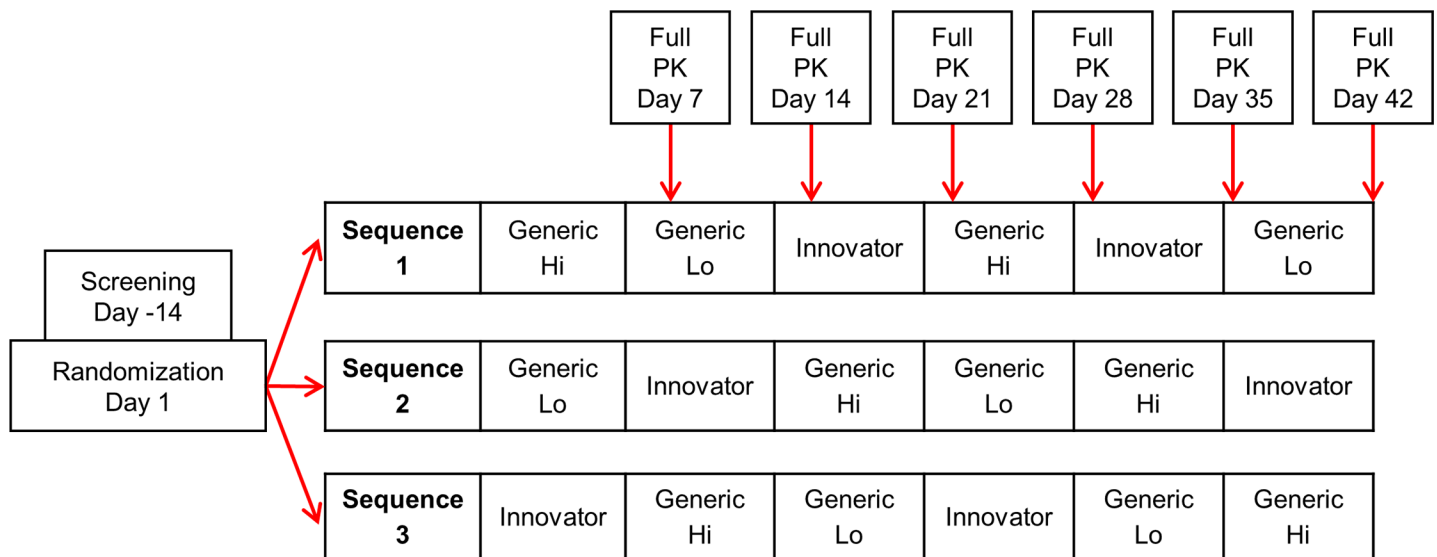 Full
PK
Day 7
Full
PK
Day 14
Full
PK
Day 21
Full
PK
Day 28
Full
PK
Day 35
Full
PK
Day 42
Screening
Day -14
Randomization
Day 1
Sequence
1
Generic
Hi
Generic
Lo
Innovator
Generic
Hi
Innovator
Generic
Lo
Sequence
2
Generic
Lo
Innovator
Generic
Hi
Generic
Lo
Generic
Hi
Innovator
Sequence
3
Innovator
Generic
Hi
Generic
Lo
Innovator
Generic
Lo
Generic
Hi